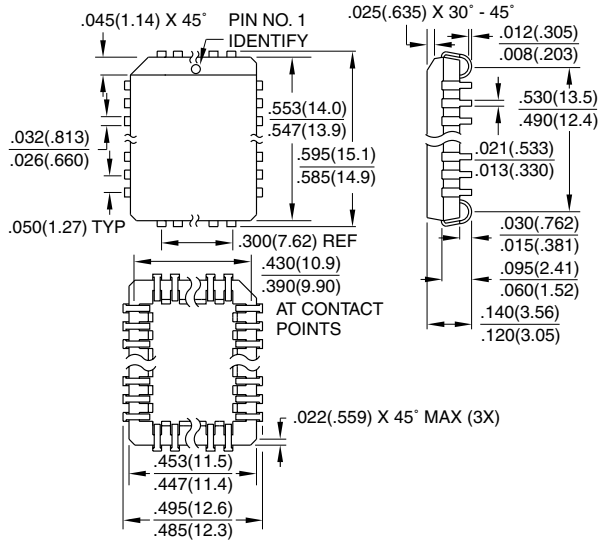 .045(1.14) X 45˚
PIN NO. 1
IDENTIFY
.025(.635) X 30˚ - 45˚
.012(.305)
.008(.203)
.553(14.0)
.547(13.9)
.595(15.1)
.585(14.9)
.530(13.5)
.490(12.4)
.032(.813)
.026(.660)
.021(.533)
.013(.330)
.050(1.27) TYP
.300(7.62) REF
.030(.762)
.015(.381)
.430(10.9)
.390(9.90)
AT CONTACT
POINTS
.095(2.41)
.060(1.52)
.140(3.56)
.120(3.05)
.022(.559) X 45˚ MAX (3X)
.453(11.5)
.447(11.4)
.495(12.6)
.485(12.3)